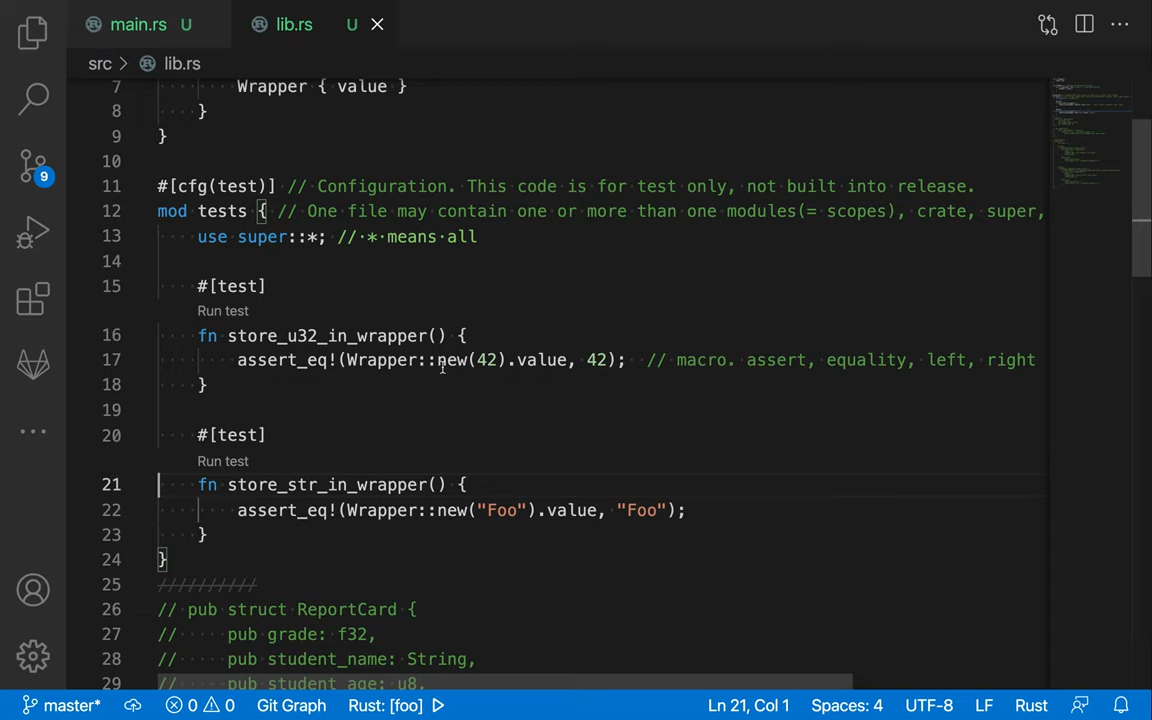 main.rs U lib.rs U
src > lib.rs
7 Wrapper { value }
8 }
9 }
10
11 #[cfg(test)] // Configuration. This code is for test only, not built into release.
12 mod tests { // One file may contain one or more than one modules(= scopes), crate, super,
13 use super::*; // * means all
14
15 #[test]
Run test
16 fn store_u32_in_wrapper() {
17 assert_eq!(Wrapper::new(42).value, 42); // macro. assert, equality, left, right
18 }
19
20 #[test]
Run test
21 fn store_str_in_wrapper() {
22 assert_eq!(Wrapper::new("Foo").value, "Foo");
23 }
24 }
25 //////////
26 // pub struct ReportCard {
27 // pub grade: f32,
28 // pub student_name: String,
29 // pub student_age: u8,
9
master* 0 0 Git Graph Rust: [foo] Ln 21, Col 1 Spaces: 4 UTF-8 LF Rust